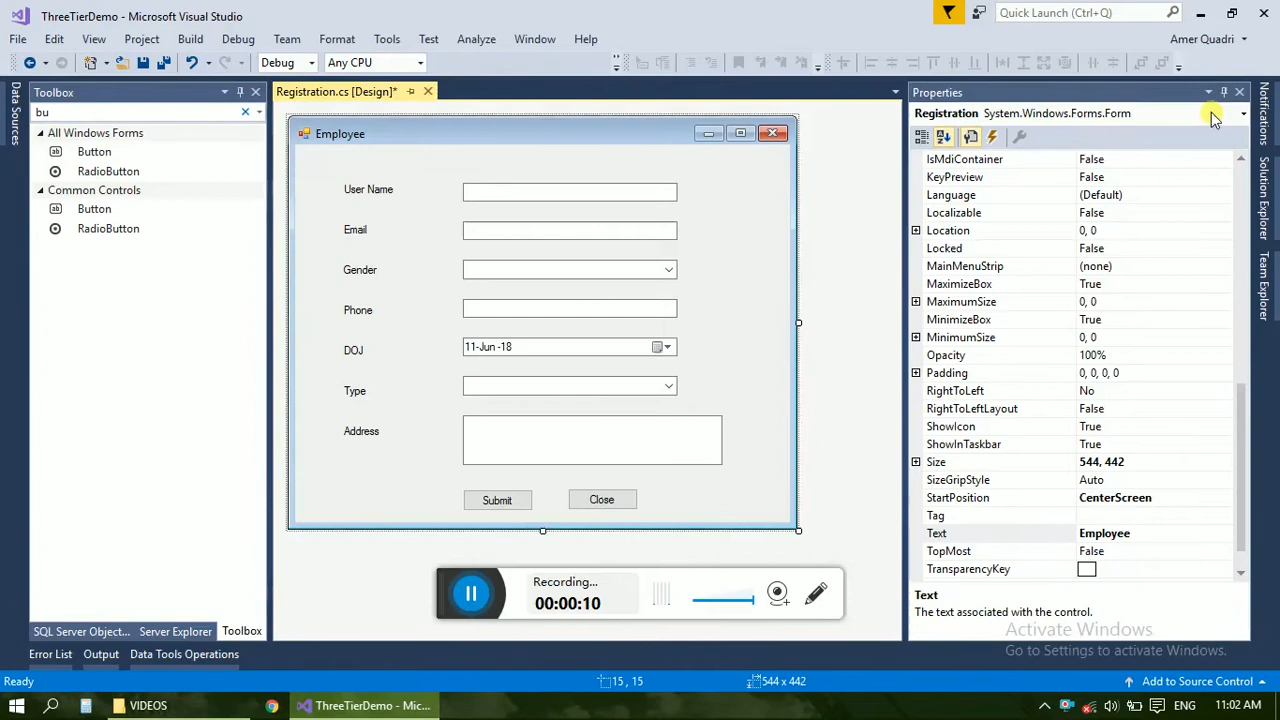 ThreeTierDemo - Microsoft Visual Studio
Quick Launch (Ctrl+Q)
File Edit View Project Build Debug Team Format Tools Test Analyze Window Help
Amer Quadri
Debug Any CPU
Data Sources
Toolbox
bu
All Windows Forms
Button
RadioButton
Common Controls
Button
RadioButton
SQL Server Object... Server Explorer Toolbox
Registration.cs [Design]*
Employee
User Name
Email
Gender
Phone
DOJ 11-Jun -18
Type
Address
Submit Close
Recording...
00:00:10
Properties
Registration System.Windows.Forms.Form
IsMdiContainer False
KeyPreview False
Language (Default)
Localizable False
Location 0, 0
Locked False
MainMenuStrip (none)
MaximizeBox True
MaximumSize 0, 0
MinimizeBox True
MinimumSize 0, 0
Opacity 100%
Padding 0, 0, 0, 0
RightToLeft No
RightToLeftLayout False
ShowIcon True
ShowInTaskbar True
Size 544, 442
SizeGripStyle Auto
StartPosition CenterScreen
Tag
Text Employee
TopMost False
TransparencyKey
Text
The text associated with the control.
Activate Windows
Go to Settings to activate Windows.
Notifications
Solution Explorer
Team Explorer
Error List Output Data Tools Operations
Ready 15 , 15 544 x 442 Add to Source Control
VIDEOS ThreeTierDemo - Mic... ENG 11:02 AM